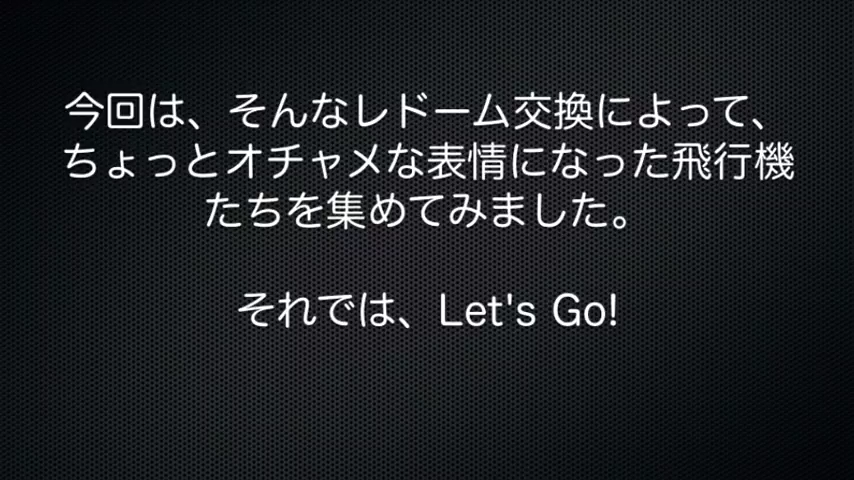 今回は、そんなレドーム交換によって、
ちょっとオチャメな表情になった飛行機
たちを集めてみました。
それでは、Let's Go!